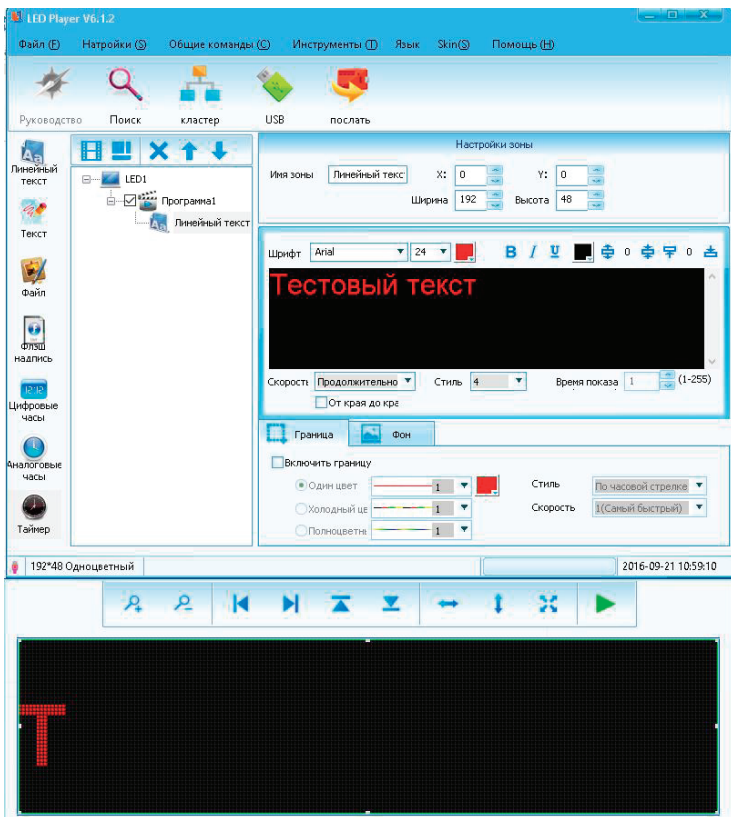 LED Player V6.1.2
Файл (F) Натройки (S) Общие команды (C) Инструменты (T) Язык Skin(S) Помощь (H)
Руководство Поиск кластер USB послать
Линейный текст
Текст
Файл
Флэш надпись
12:12
Цифровые часы
Аналоговые часы
Таймер
LED1
Программа1
Линейный текст
Настройки зоны
Имя зоны Линейный текс X: 0 Y: 0
Ширина 192 Высота 48
Шрифт Arial 24 B I U 0 0
Тестовый текст
Скорость Продолжительно Стиль 4 Время показа 1 (1-255)
От края до кра
Граница Фон
Включить границу
Один цвет 1 Стиль По часовой стрелке
Холодный це 1 Скорость 1(Самый быстрый)
Полноцветн 1
192*48 Одноцветный 2016-09-21 10:59:10
Т